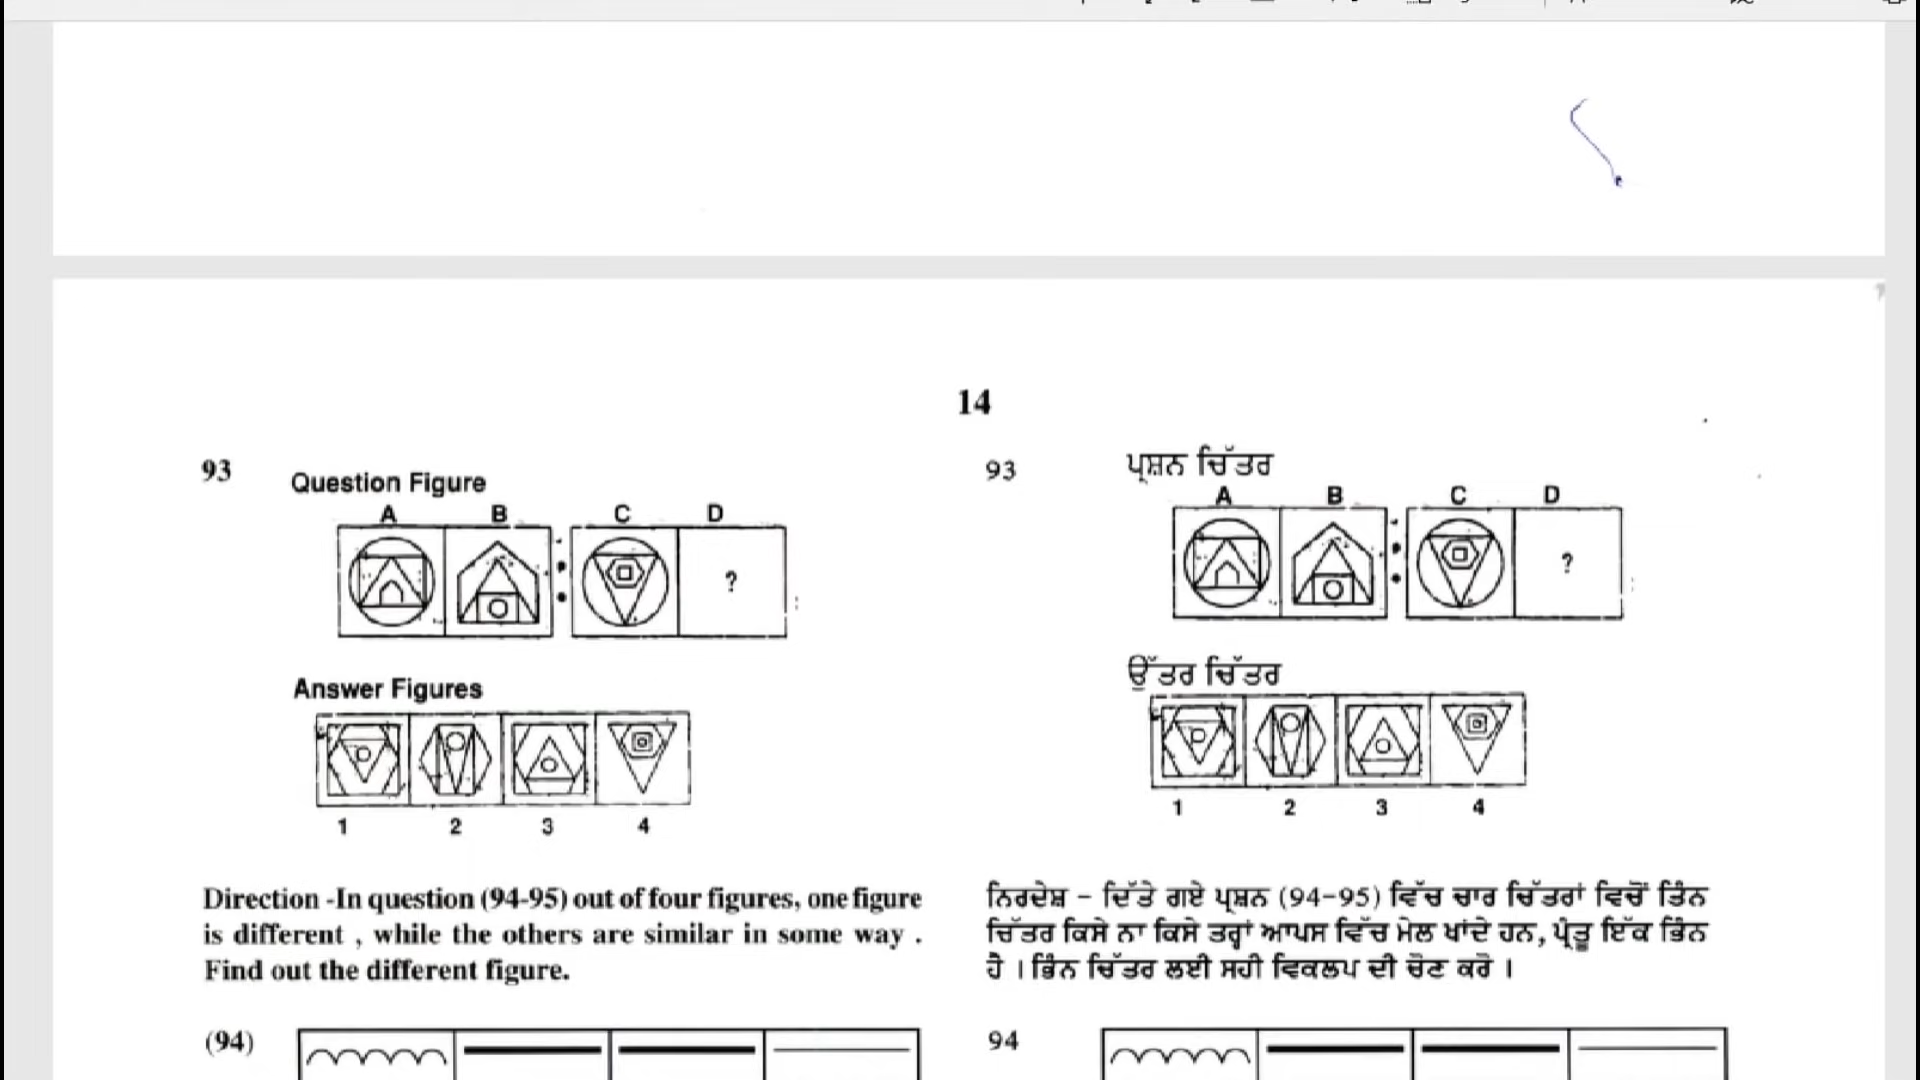 14
93
Question Figure
A B C D
?
Answer Figures
1 2 3 4
Direction -In question (94-95) out of four figures, one figure
is different , while the others are similar in some way .
Find out the different figure.
(94)
93
ਪ੍ਰਸ਼ਨ ਚਿੱਤਰ
A B C D
?
ਉੱਤਰ ਚਿੱਤਰ
1 2 3 4
ਨਿਰਦੇਸ਼ - ਦਿੱਤੇ ਗਏ ਪ੍ਰਸ਼ਨ (94-95) ਵਿੱਚ ਚਾਰ ਚਿੱਤਰਾਂ ਵਿਚੋਂ ਤਿੰਨ
ਚਿੱਤਰ ਕਿਸੇ ਨਾ ਕਿਸੇ ਤਰ੍ਹਾਂ ਆਪਸ ਵਿੱਚ ਮੇਲ ਖਾਂਦੇ ਹਨ, ਪ੍ਰੰਤੂ ਇੱਕ ਭਿੰਨ
ਹੈ । ਭਿੰਨ ਚਿੱਤਰ ਲਈ ਸਹੀ ਵਿਕਲਪ ਦੀ ਚੋਣ ਕਰੋ ।
94